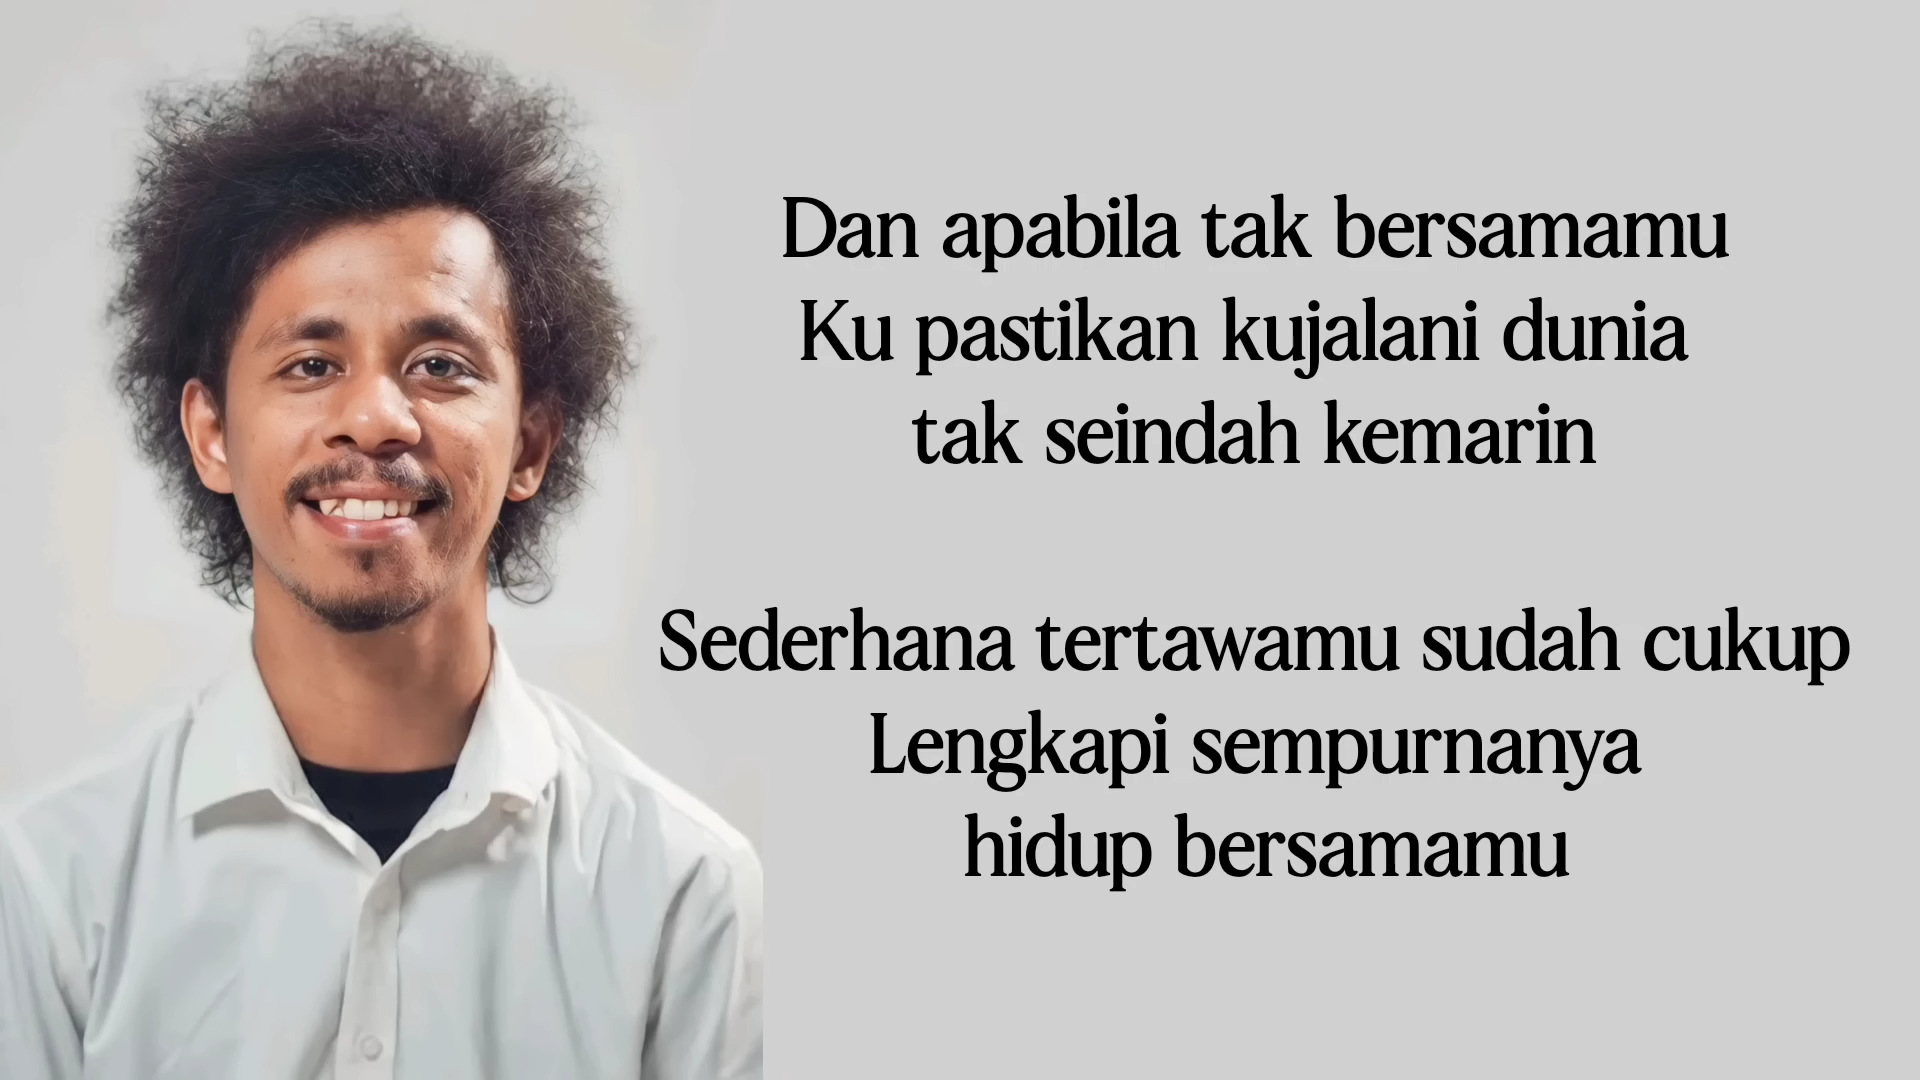 Dan apabila tak bersamamu
Ku pastikan kujalani dunia
tak seindah kemarin
Sederhana tertawamu sudah cukup
Lengkapi sempurnanya
hidup bersamamu